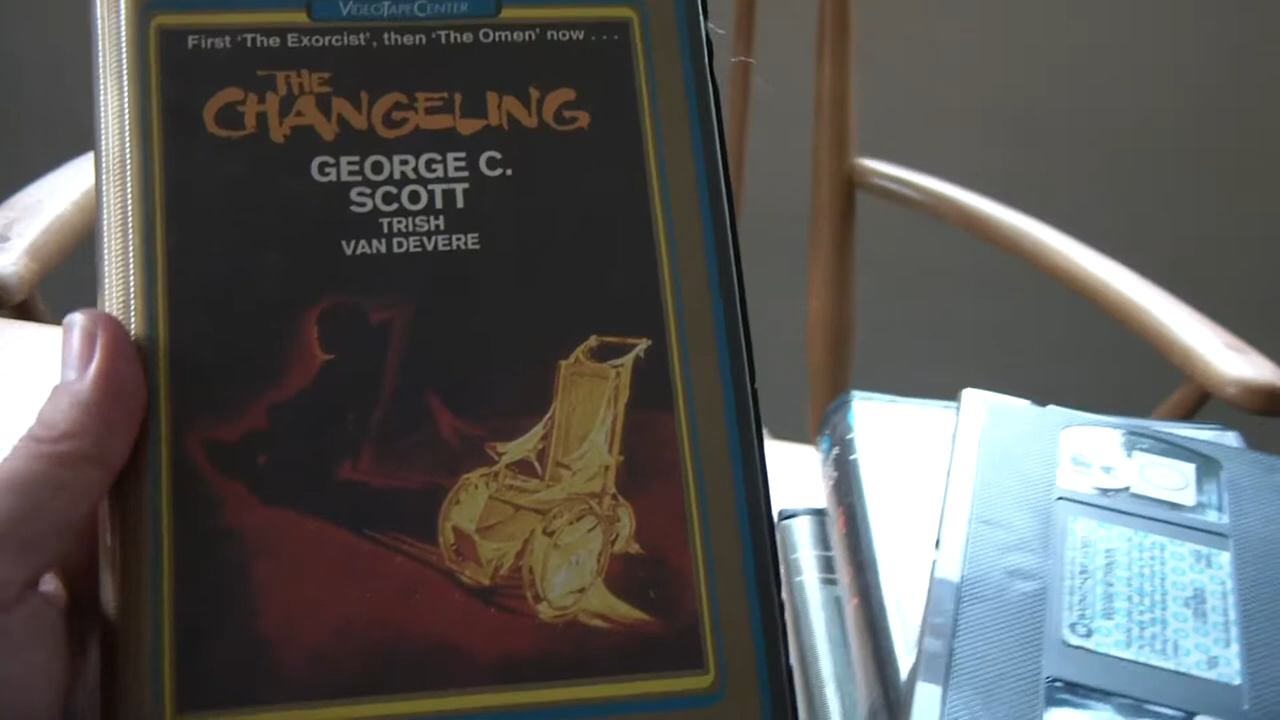 VIDEOTAPECENTER
First 'The Exorcist', then 'The Omen' now . . .
THE
CHANGELING
GEORGE C.
SCOTT
TRISH
VAN DEVERE